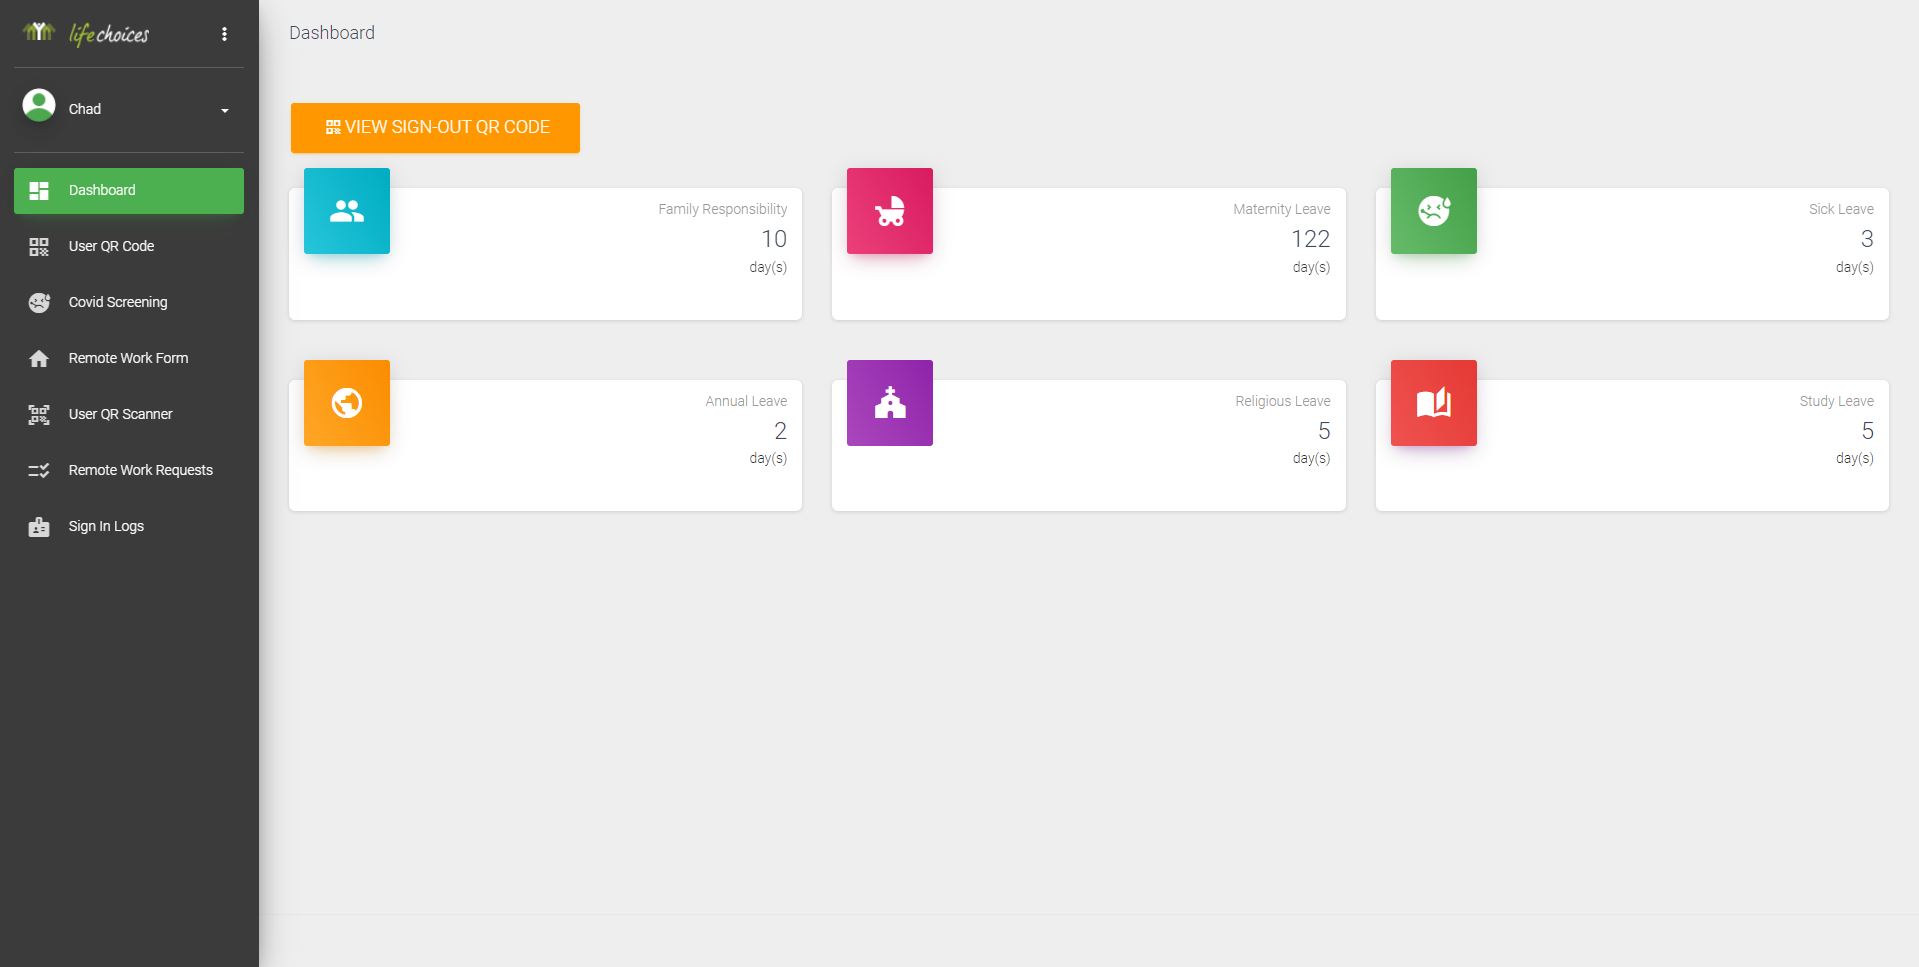 lifechoices
Chad
Dashboard
User QR Code
Covid Screening
Remote Work Form
User QR Scanner
Remote Work Requests
Sign In Logs
Dashboard
VIEW SIGN-OUT QR CODE
Family Responsibility
10
day(s)
Maternity Leave
122
day(s)
Sick Leave
3
day(s)
Annual Leave
2
day(s)
Religious Leave
5
day(s)
Study Leave
5
day(s)